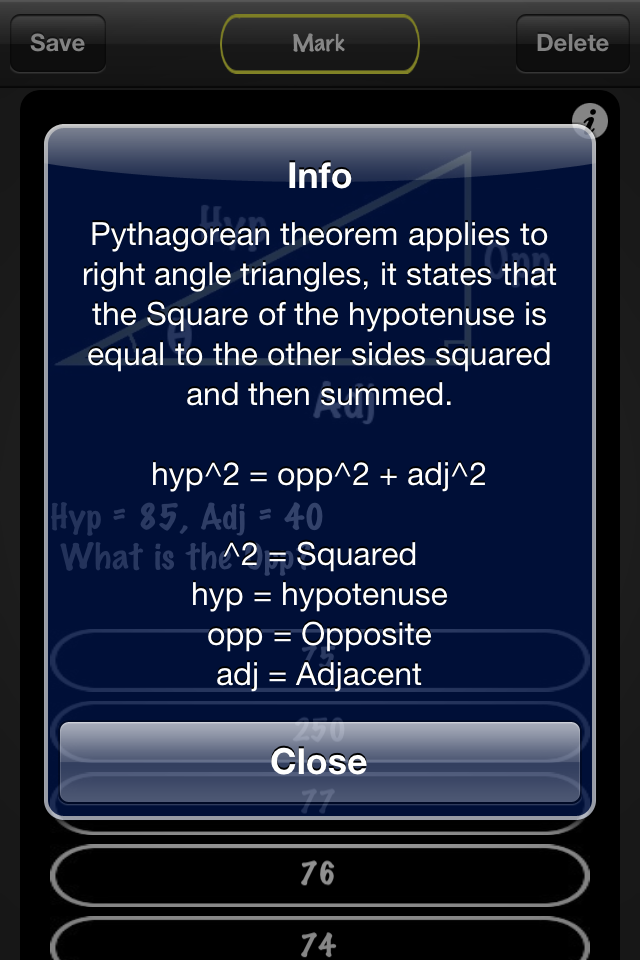 Save
Mark
Delete
i
Info
Pythagorean theorem applies to
right angle triangles, it states that
the Square of the hypotenuse is
equal to the other sides squared
and then summed.
hyp^2 = opp^2 + adj^2
^2 = Squared
hyp = hypotenuse
opp = Opposite
adj = Adjacent
Close
Hyp
Opp
θ
Adj
Hyp = 85, Adj = 40
What is the Opp?
75
250
77
76
74